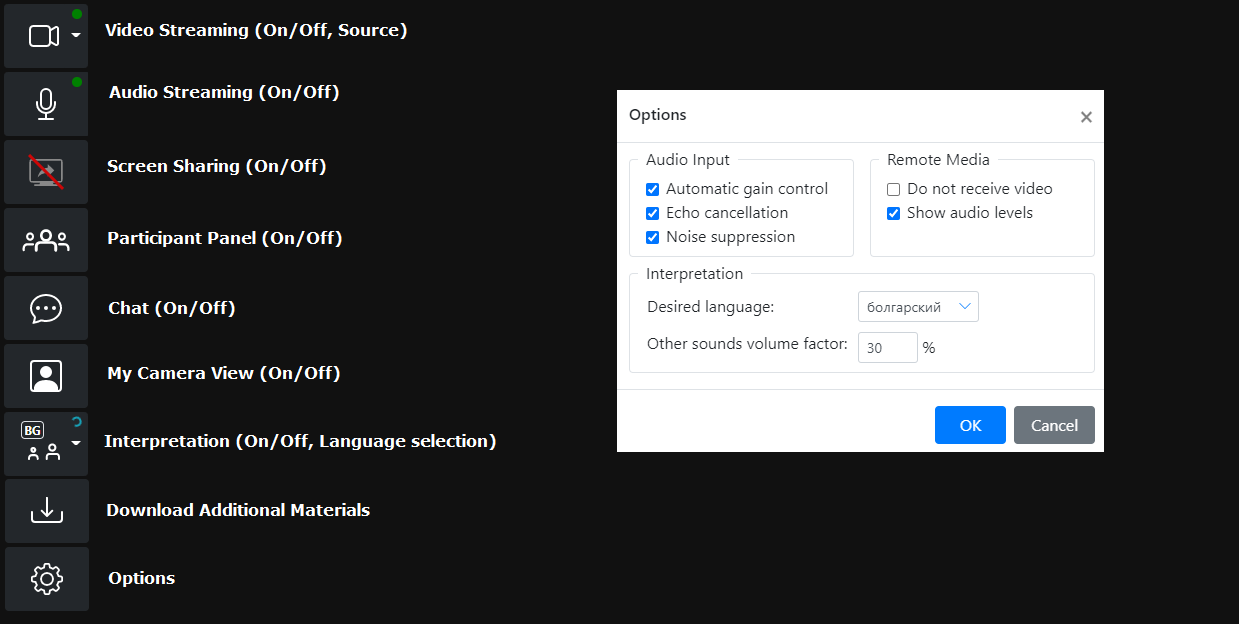 Video Streaming (On/Off, Source)
Audio Streaming (On/Off)
Screen Sharing (On/Off)
Participant Panel (On/Off)
Chat (On/Off)
My Camera View (On/Off)
BG
Interpretation (On/Off, Language selection)
Download Additional Materials
Options
Options
×
Audio Input
Automatic gain control
Echo cancellation
Noise suppression
Remote Media
Do not receive video
Show audio levels
Interpretation
Desired language: болгарский
Other sounds volume factor: 30 %
OK Cancel